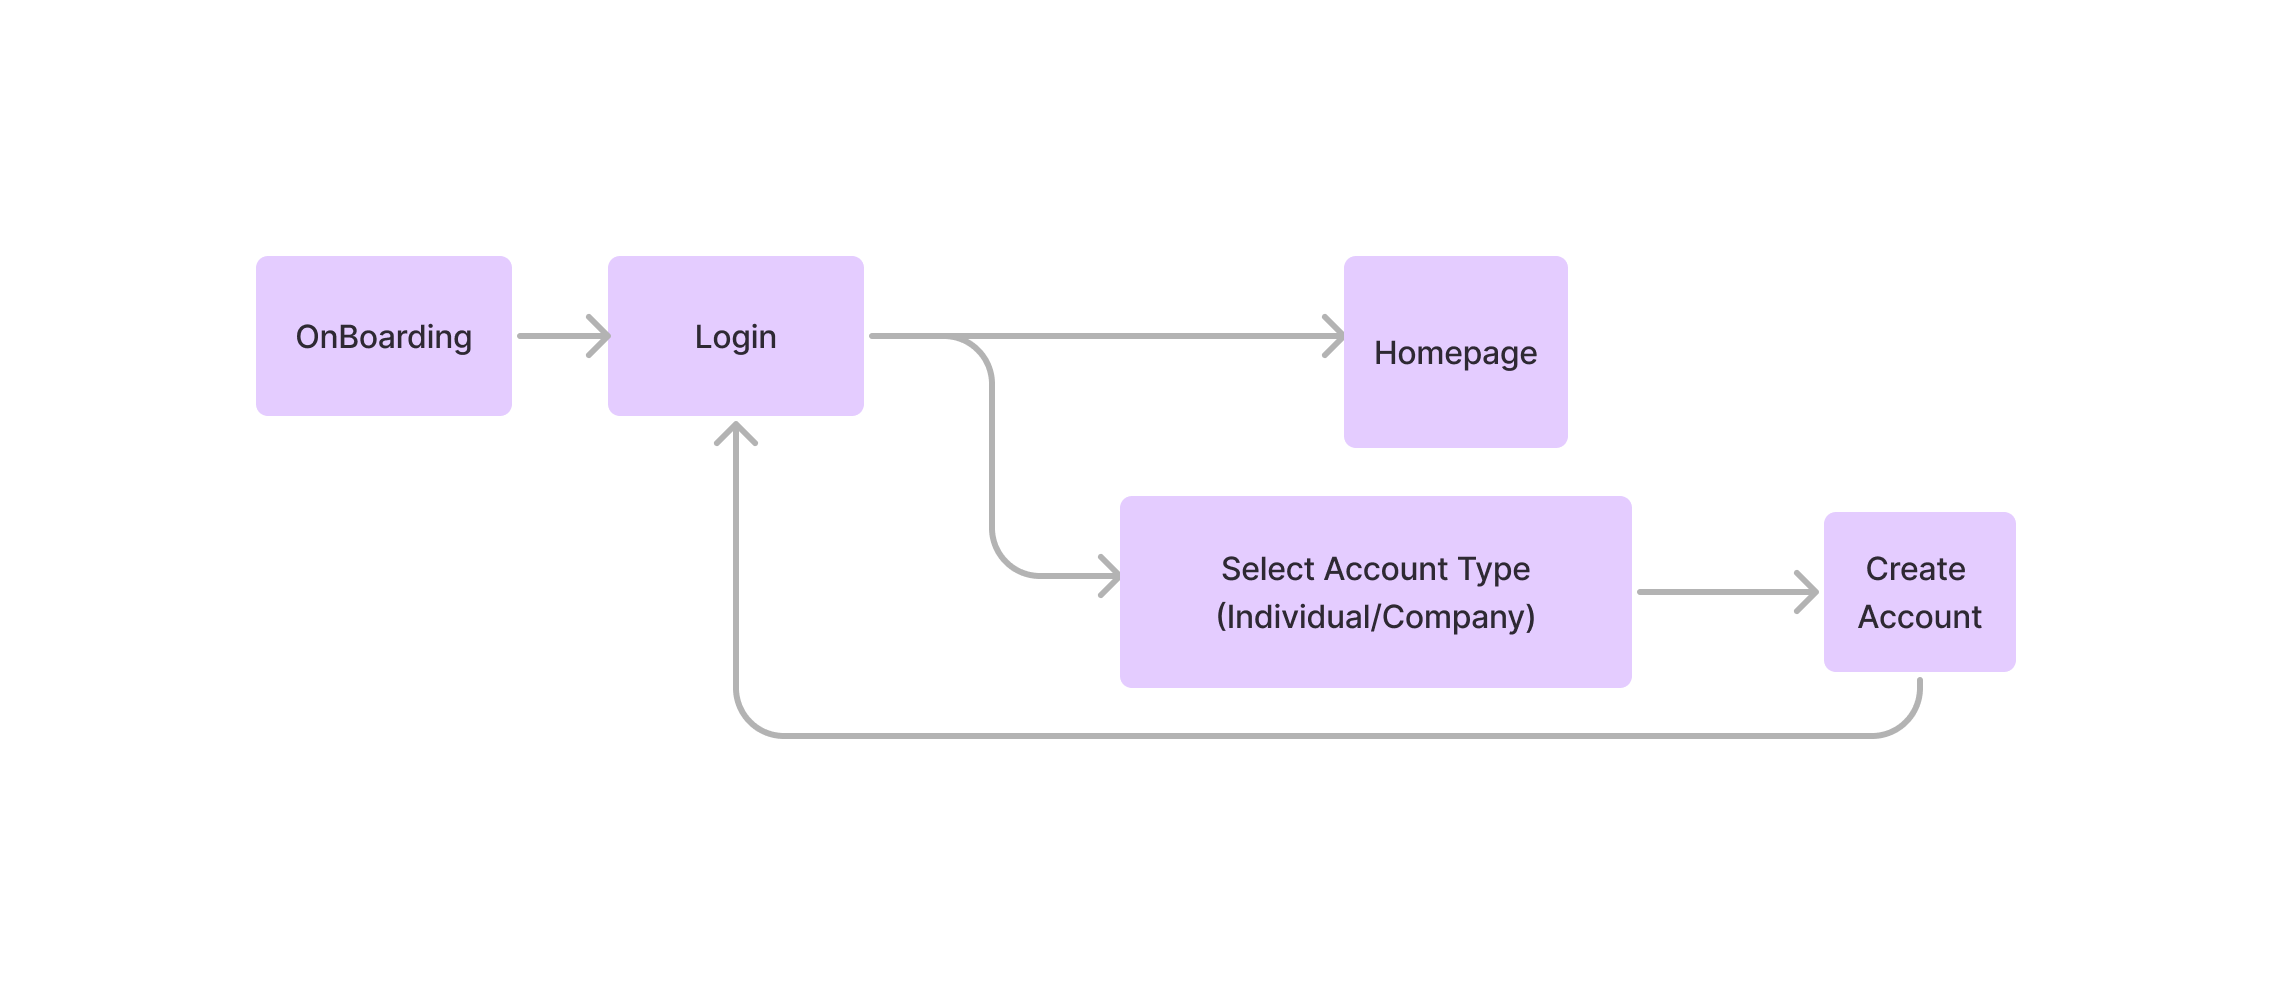 OnBoarding
Login
Homepage
Select Account Type
(Individual/Company)
Create
Account